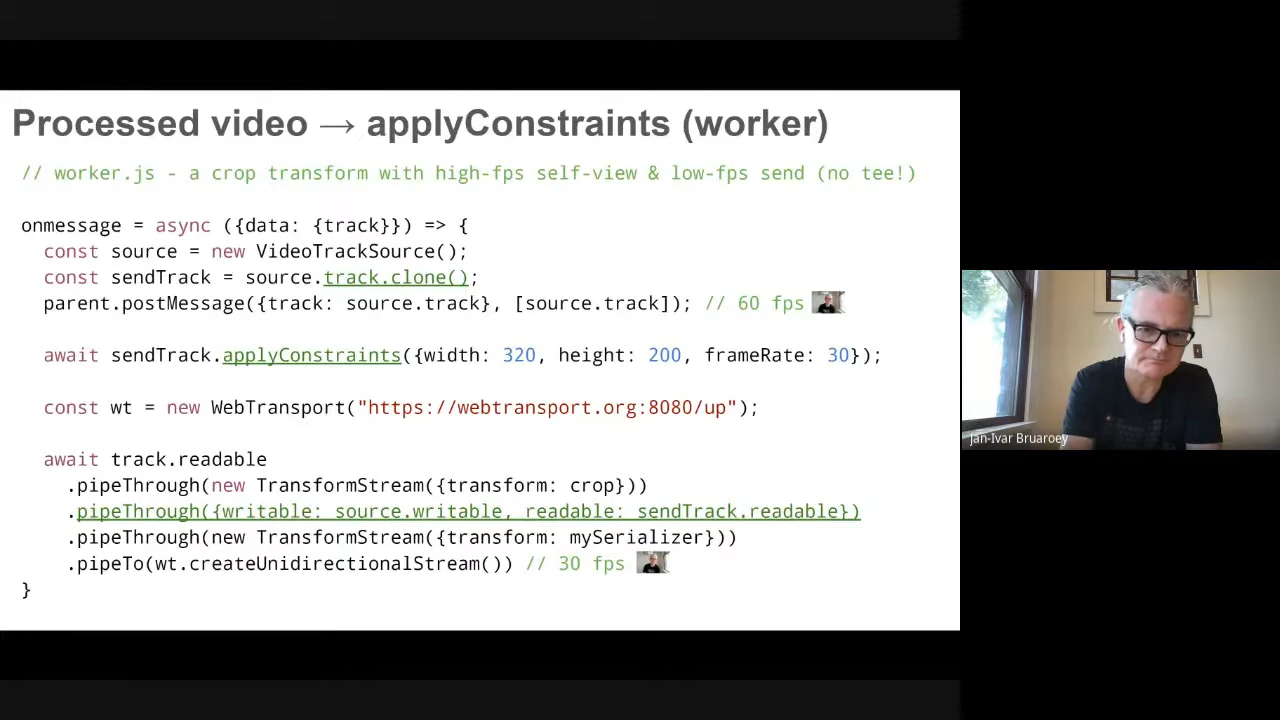 Processed video → applyConstraints (worker)
// worker.js - a crop transform with high-fps self-view & low-fps send (no tee!)
onmessage = async ({data: {track}}) => {
const source = new VideoTrackSource();
const sendTrack = source.track.clone();
parent.postMessage({track: source.track}, [source.track]); // 60 fps
await sendTrack.applyConstraints({width: 320, height: 200, frameRate: 30});
const wt = new WebTransport("https://webtransport.org:8080/up");
await track.readable
.pipeThrough(new TransformStream({transform: crop}))
.pipeThrough({writable: source.writable, readable: sendTrack.readable})
.pipeThrough(new TransformStream({transform: mySerializer}))
.pipeTo(wt.createUnidirectionalStream()) // 30 fps
}
Jan-Ivar Bruaroey